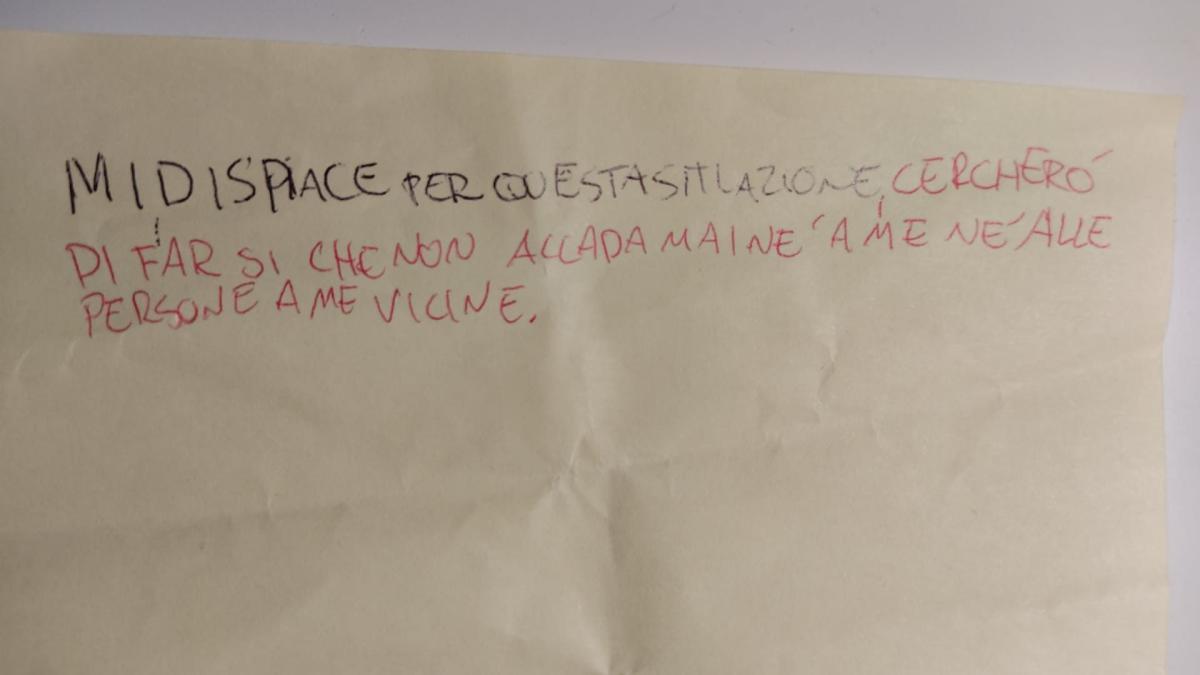 MI DISPIACE PER QUESTA SITUAZIONE, CERCHERÓ
DI FAR SI CHE NON ACCADA MAI NE´ A ME NE´ ALLE
PERSONE A ME VICINE.